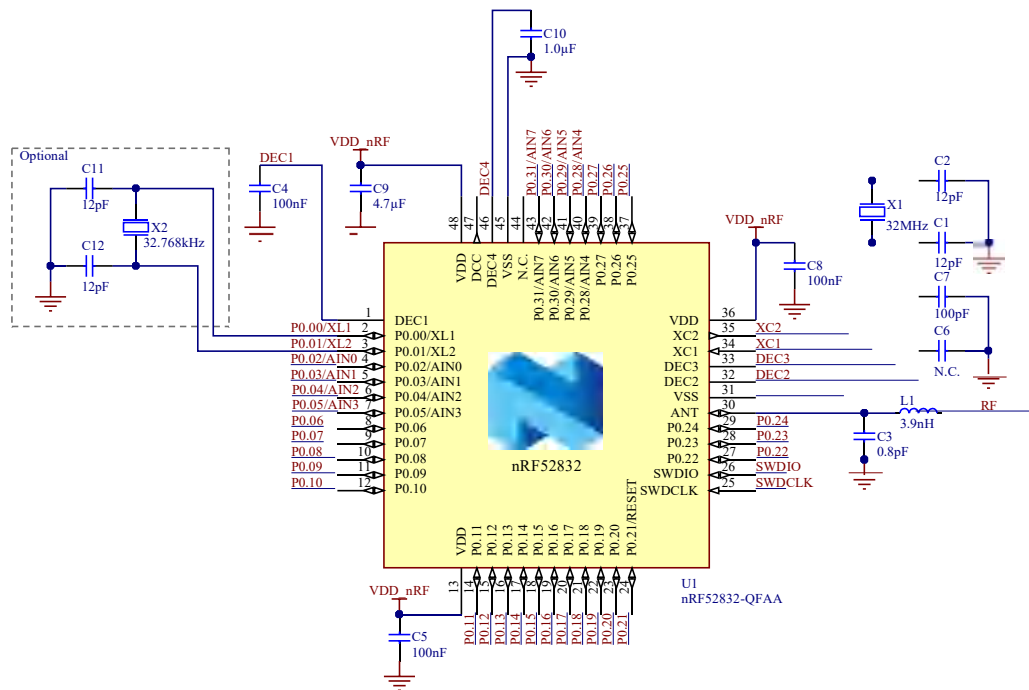 C10
1.0µF
Optional
C11
12pF
X2
32.768kHz
C12
12pF
DEC1
C4
100nF
VDD_nRF
C9
4.7µF
DEC4
P0.31/AIN7
P0.30/AIN6
P0.29/AIN5
P0.28/AIN4
P0.27
P0.26
P0.25
48
47
46
45
44
43
42
41
40
39
38
37
VDD
DCC
DEC4
VSS
N.C.
P0.31/AIN7
P0.30/AIN6
P0.29/AIN5
P0.28/AIN4
P0.27
P0.26
P0.25
VDD_nRF
C8
100nF
X1
32MHz
C2
12pF
C1
12pF
C7
100pF
C6
N.C.
1 DEC1
P0.00/XL1 2 P0.00/XL1
P0.01/XL2 3 P0.01/XL2
P0.02/AIN0 4 P0.02/AIN0
P0.03/AIN1 5 P0.03/AIN1
P0.04/AIN2 6 P0.04/AIN2
P0.05/AIN3 7 P0.05/AIN3
P0.06 8 P0.06
P0.07 9 P0.07
P0.08 10 P0.08
P0.09 11 P0.09
P0.10 12 P0.10
nRF52832
VDD 36
XC2 35 XC2
XC1 34 XC1
DEC3 33 DEC3
DEC2 32 DEC2
VSS 31
ANT 30
P0.24 29 P0.24
P0.23 28 P0.23
P0.22 27 P0.22
SWDIO 26 SWDIO
SWDCLK 25 SWDCLK
L1
3.9nH
RF
C3
0.8pF
VDD
P0.11
P0.12
P0.13
P0.14
P0.15
P0.16
P0.17
P0.18
P0.19
P0.20
P0.21/RESET
13
14
15
16
17
18
19
20
21
22
23
24
P0.11
P0.12
P0.13
P0.14
P0.15
P0.16
P0.17
P0.18
P0.19
P0.20
P0.21
U1
nRF52832-QFAA
VDD_nRF
C5
100nF